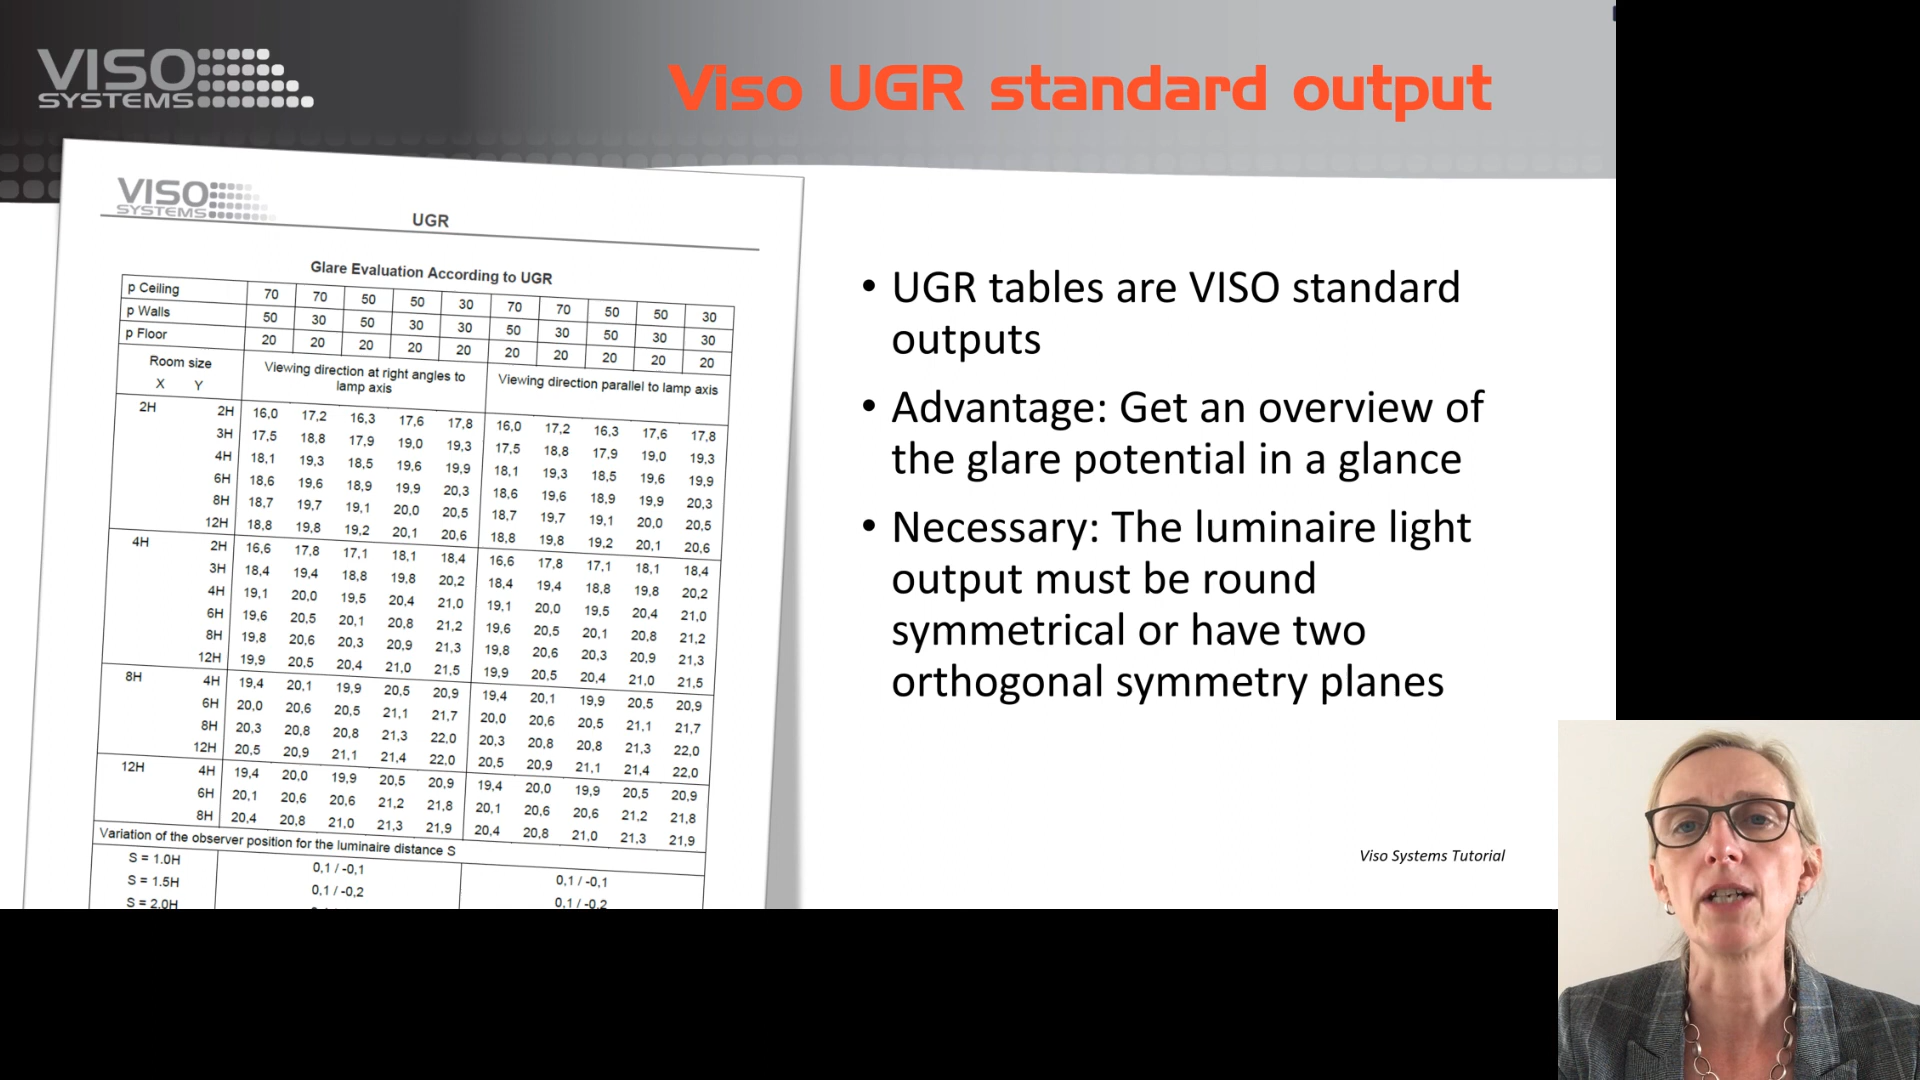 VISO
SYSTEMS
Viso UGR standard output
VISO
SYSTEMS
UGR
Glare Evaluation According to UGR
p Ceiling 70 70 50 50 30 70 70 50 50 30
p Walls 50 30 50 30 30 50 30 50 30 30
p Floor 20 20 20 20 20 20 20 20 20 20
Room size
X Y
Viewing direction at right angles to
lamp axis
Viewing direction parallel to lamp axis
2H 2H 16,0 17,2 16,3 17,6 17,8 16,0 17,2 16,3 17,6 17,8
3H 17,5 18,8 17,9 19,0 19,3 17,5 18,8 17,9 19,0 19,3
4H 18,1 19,3 18,5 19,6 19,9 18,1 19,3 18,5 19,6 19,9
6H 18,6 19,6 18,9 19,9 20,3 18,6 19,6 18,9 19,9 20,3
8H 18,7 19,7 19,1 20,0 20,5 18,7 19,7 19,1 20,0 20,5
12H 18,8 19,8 19,2 20,1 20,6 18,8 19,8 19,2 20,1 20,6
4H 2H 16,6 17,8 17,1 18,1 18,4 16,6 17,8 17,1 18,1 18,4
3H 18,4 19,4 18,8 19,8 20,2 18,4 19,4 18,8 19,8 20,2
4H 19,1 20,0 19,5 20,4 21,0 19,1 20,0 19,5 20,4 21,0
6H 19,6 20,5 20,1 20,8 21,2 19,6 20,5 20,1 20,8 21,2
8H 19,8 20,6 20,3 20,9 21,3 19,8 20,6 20,3 20,9 21,3
12H 19,9 20,5 20,4 21,0 21,5 19,9 20,5 20,4 21,0 21,5
8H 4H 19,4 20,1 19,9 20,5 20,9 19,4 20,1 19,9 20,5 20,9
6H 20,0 20,6 20,5 21,1 21,7 20,0 20,6 20,5 21,1 21,7
8H 20,3 20,8 20,8 21,3 22,0 20,3 20,8 20,8 21,3 22,0
12H 20,5 20,9 21,1 21,4 22,0 20,5 20,9 21,1 21,4 22,0
12H 4H 19,4 20,0 19,9 20,5 20,9 19,4 20,0 19,9 20,5 20,9
6H 20,1 20,6 20,6 21,2 21,8 20,1 20,6 20,6 21,2 21,8
8H 20,4 20,8 21,0 21,3 21,9 20,4 20,8 21,0 21,3 21,9
Variation of the observer position for the luminaire distance S
S = 1.0H 0,1 / -0,1 0,1 / -0,1
S = 1.5H 0,1 / -0,2 0,1 / -0,2
S = 2.0H
• UGR tables are VISO standard
outputs
• Advantage: Get an overview of
the glare potential in a glance
• Necessary: The luminaire light
output must be round
symmetrical or have two
orthogonal symmetry planes
Viso Systems Tutorial